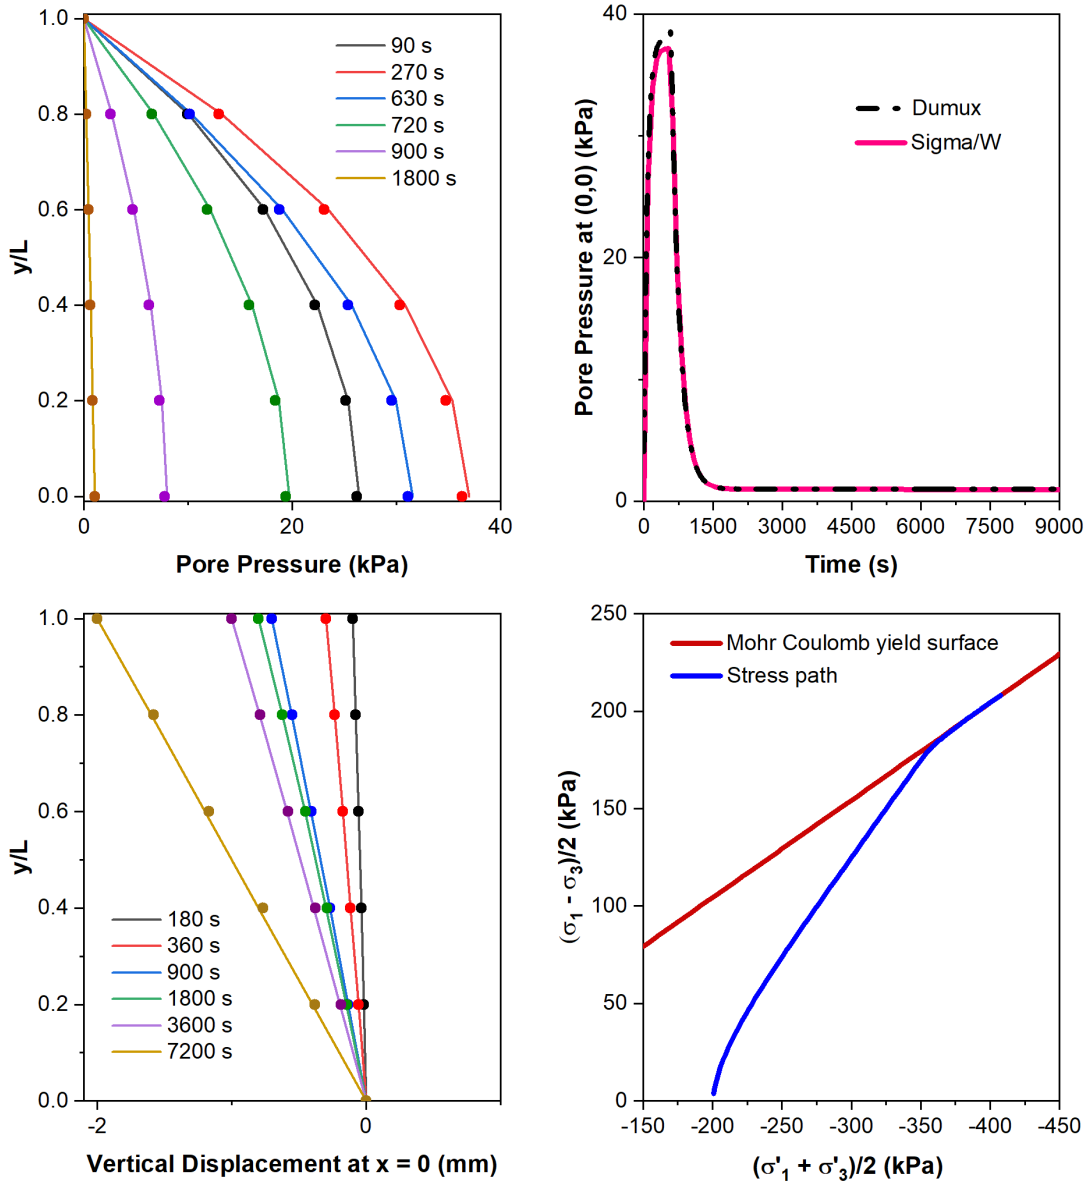 1.0
0.8
0.6
0.4
0.2
0.0
y/L
90 s
270 s
630 s
720 s
900 s
1800 s
0
20
40
Pore Pressure (kPa)
40
20
0
Pore Pressure at (0,0) (kPa)
Dumux
Sigma/W
0
1500
3000
4500
6000
7500
9000
Time (s)
1.0
0.8
0.6
0.4
0.2
0.0
y/L
180 s
360 s
900 s
1800 s
3600 s
7200 s
-2
0
Vertical Displacement at x = 0 (mm)
250
200
150
100
50
0
(σ1 - σ3)/2 (kPa)
Mohr Coulomb yield surface
Stress path
-150
-200
-250
-300
-350
-400
-450
(σ'1 + σ'3)/2 (kPa)